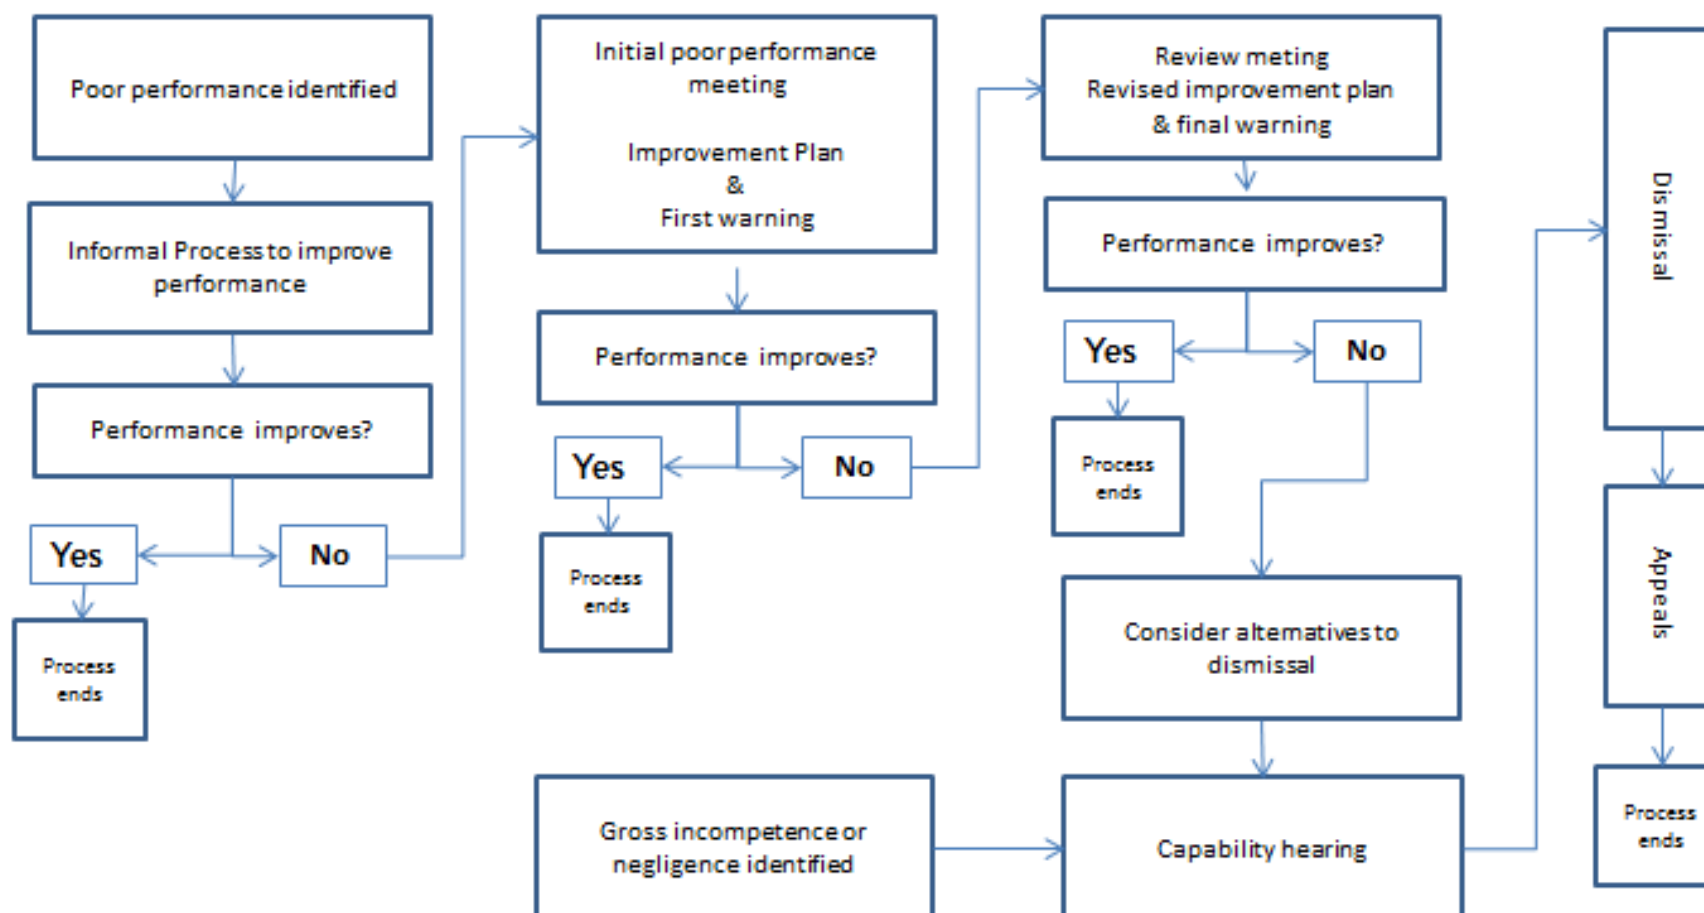 Poor performance identified
Informal Process to improve
performance
Performance improves?
Yes
No
Process
ends
Initial poor performance
meeting
Improvement Plan
&
First warning
Performance improves?
Yes
No
Process
ends
Review meting
Revised improvement plan
& final warning
Performance improves?
Yes
No
Process
ends
Consider alternatives to
dismissal
Gross incompetence or
negligence identified
Capability hearing
Dismissal
Appeals
Process
ends